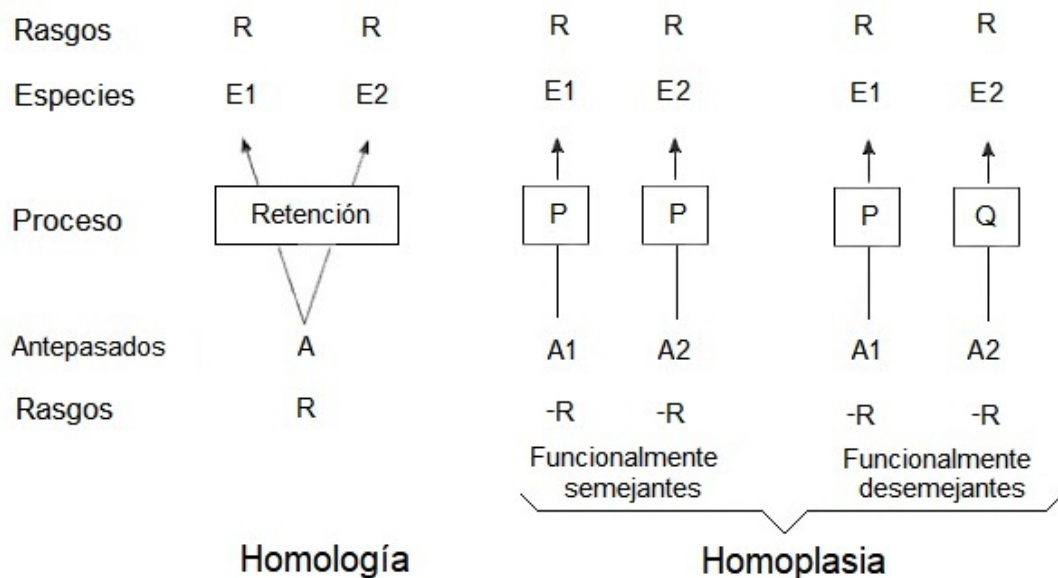 Rasgos R R R R R R
Especies E1 E2 E1 E2 E1 E2
Proceso Retención P P P Q
Antepasados A A1 A2 A1 A2
Rasgos R -R -R -R -R
Funcionalmente Funcionalmente
semejantes desemejantes
Homología Homoplasia